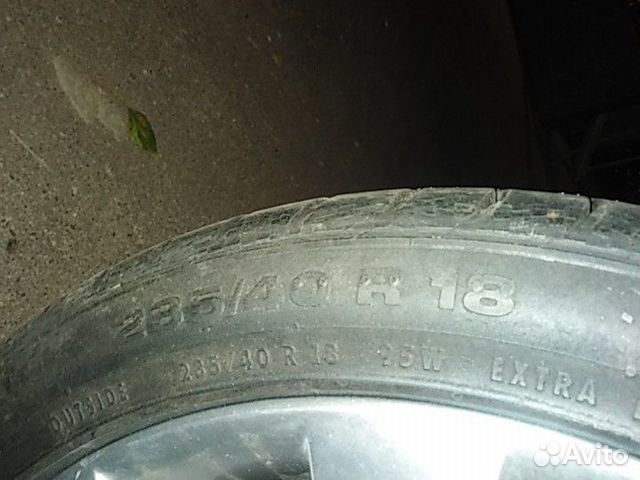 235/40 R 18
OUTSIDE 235/40 R 18 95W EXTRA
Avito